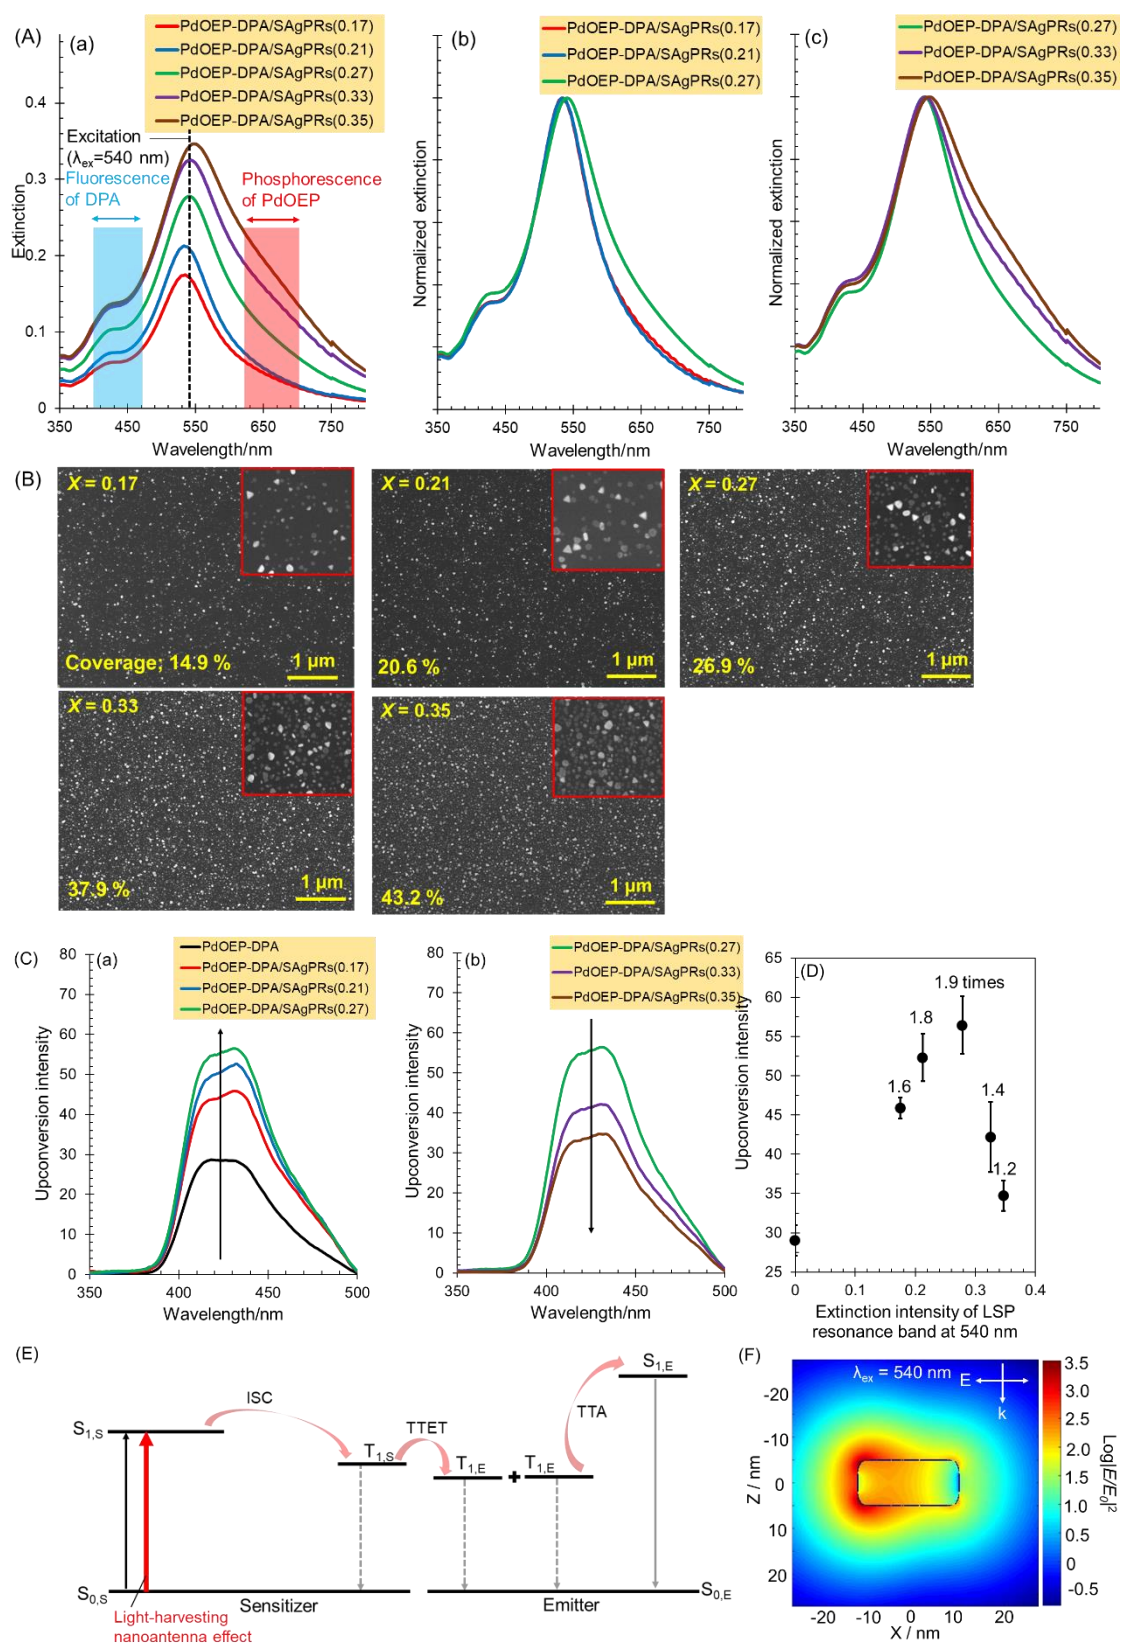 (A)
(a)
PdOEP-DPA/SAgPRs(0.17)
PdOEP-DPA/SAgPRs(0.21)
PdOEP-DPA/SAgPRs(0.27)
PdOEP-DPA/SAgPRs(0.33)
PdOEP-DPA/SAgPRs(0.35)
Excitation
(λex=540 nm)
Fluorescence
of DPA
Phosphorescence
of PdOEP
Extinction
0.4
0.3
0.2
0.1
0
350
450
550
650
750
Wavelength/nm
(b)
PdOEP-DPA/SAgPRs(0.17)
PdOEP-DPA/SAgPRs(0.21)
PdOEP-DPA/SAgPRs(0.27)
Normalized extinction
350
450
550
650
750
Wavelength/nm
(c)
PdOEP-DPA/SAgPRs(0.27)
PdOEP-DPA/SAgPRs(0.33)
PdOEP-DPA/SAgPRs(0.35)
Normalized extinction
350
450
550
650
750
Wavelength/nm
(B)
X = 0.17
Coverage; 14.9 %
1 μm
X = 0.21
20.6 %
1 μm
X = 0.27
26.9 %
1 μm
X = 0.33
37.9 %
1 μm
X = 0.35
43.2 %
1 μm
(C)
(a)
PdOEP-DPA
PdOEP-DPA/SAgPRs(0.17)
PdOEP-DPA/SAgPRs(0.21)
PdOEP-DPA/SAgPRs(0.27)
Upconversion intensity
80
70
60
50
40
30
20
10
0
350
400
450
500
Wavelength/nm
(b)
PdOEP-DPA/SAgPRs(0.27)
PdOEP-DPA/SAgPRs(0.33)
PdOEP-DPA/SAgPRs(0.35)
Upconversion intensity
80
70
60
50
40
30
20
10
0
350
400
450
500
Wavelength/nm
(D)
Upconversion intensity
65
60
55
50
45
40
35
30
25
1.9 times
1.8
1.6
1.4
1.2
0
0.1
0.2
0.3
0.4
Extinction intensity of LSP
resonance band at 540 nm
(E)
S1,S
ISC
T1,S
TTET
T1,E
+
T1,E
TTA
S1,E
S0,S
S0,E
Light-harvesting
nanoantenna effect
Sensitizer
Emitter
(F)
λex = 540 nm
E
k
Z / nm
-20
-10
0
10
20
-20
-10
0
10
20
X / nm
3.5
3.0
2.5
2.0
1.5
1.0
0.5
0
-0.5
Log|E/E0|2